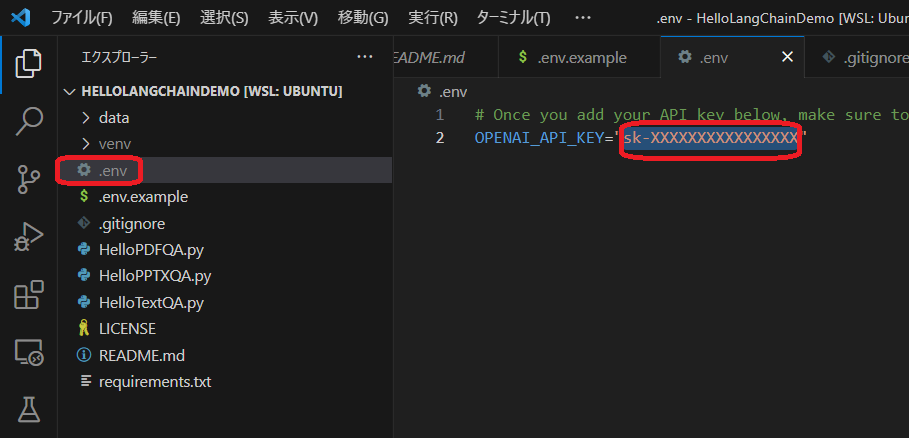 ファイル(F) 編集(E) 選択(S) 表示(V) 移動(G) 実行(R) ターミナル(T) ··· .env - HelloLangChainDemo [WSL: Ubun
エクスプローラー ···
EADME.md $ .env.example .env × .gitignore
HELLOLANGCHAINDEMO [WSL: UBUNTU]
data
venv
.env
$ .env.example
.gitignore
HelloPDFQA.py
HelloPPTXQA.py
HelloTextQA.py
LICENSE
README.md
requirements.txt
.env
1 # Once you add your API key below, make sure to
2 OPENAI_API_KEY="sk-XXXXXXXXXXXXXXXXX"